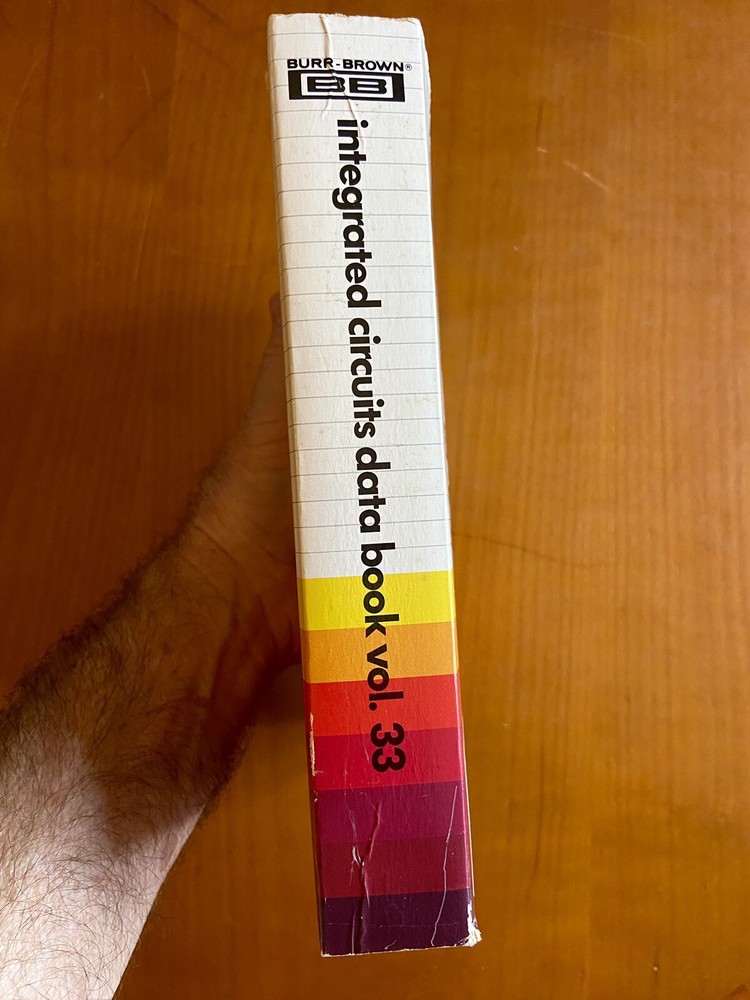 BURR-BROWN®
BB
integrated circuits data book vol. 33